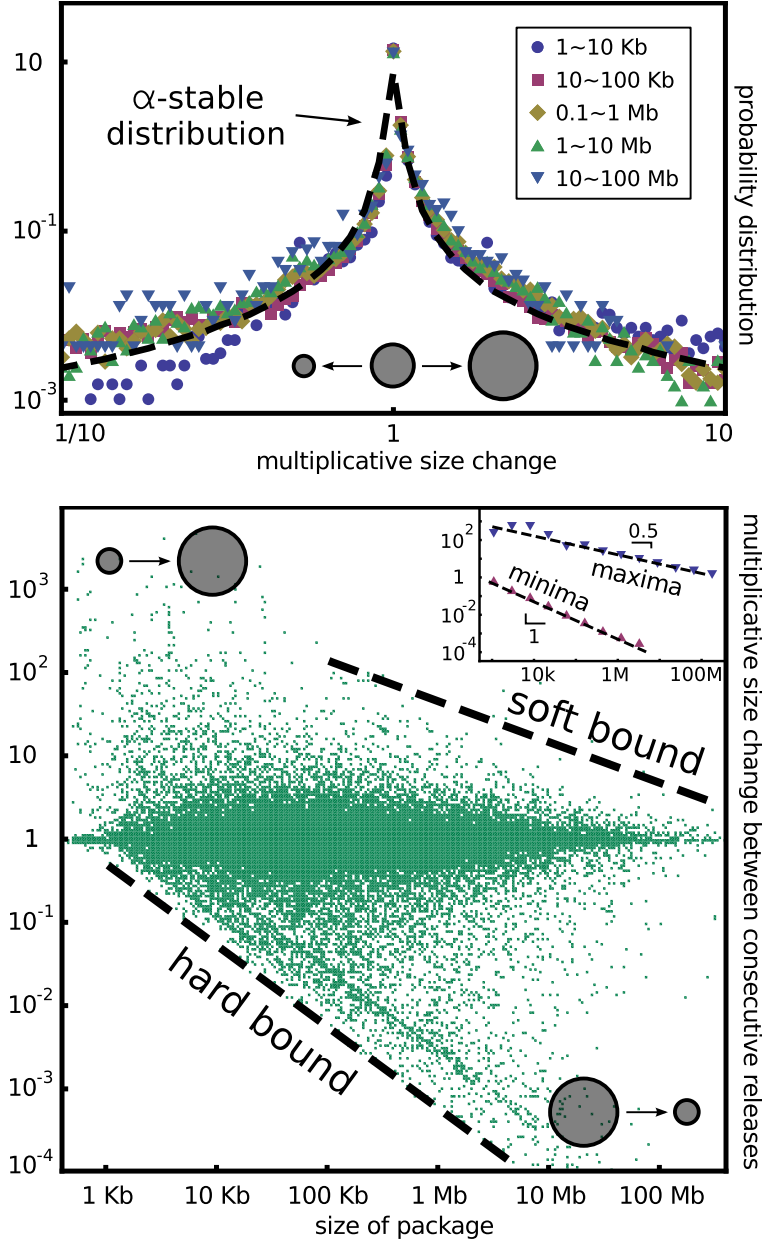 10
10^-1
10^-3
α-stable
distribution
1~10 Kb
10~100 Kb
0.1~1 Mb
1~10 Mb
10~100 Mb
probability distribution
1/10
1
10
multiplicative size change
10^3
10^2
10
1
10^-1
10^-2
10^-3
10^-4
10^2
1
10^-2
10^-4
0.5
maxima
minima
1
10k
1M
100M
soft bound
hard bound
multiplicative size change between consecutive releases
1 Kb
10 Kb
100 Kb
1 Mb
10 Mb
100 Mb
size of package